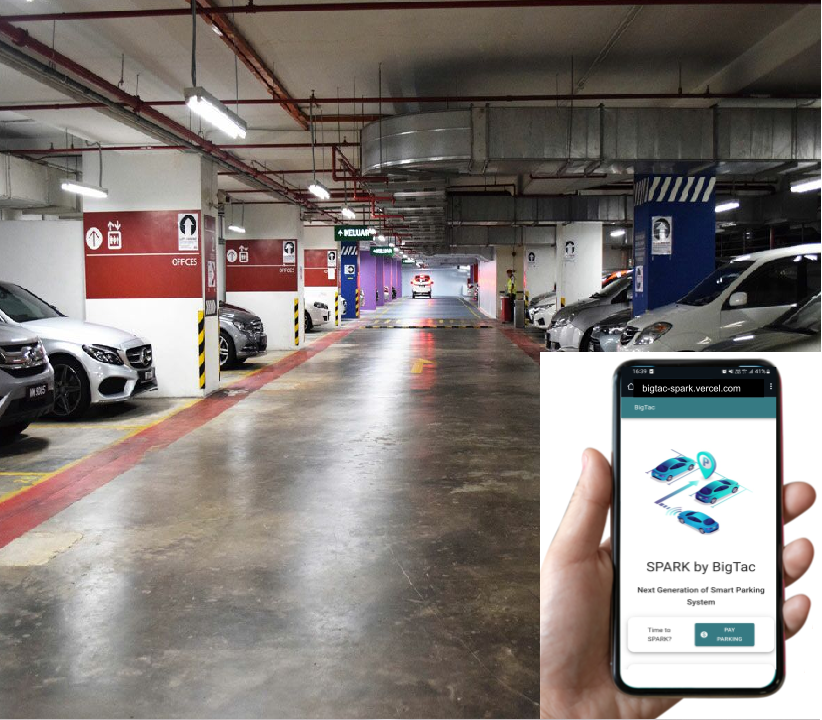 OFFICES
OFFICES
KELUAR
KELUAR
16:39
41%
bigtac-spark.vercel.com
BigTac
SPARK by BigTac
Next Generation of Smart Parking
System
Time to
SPARK?
PAY
PARKING